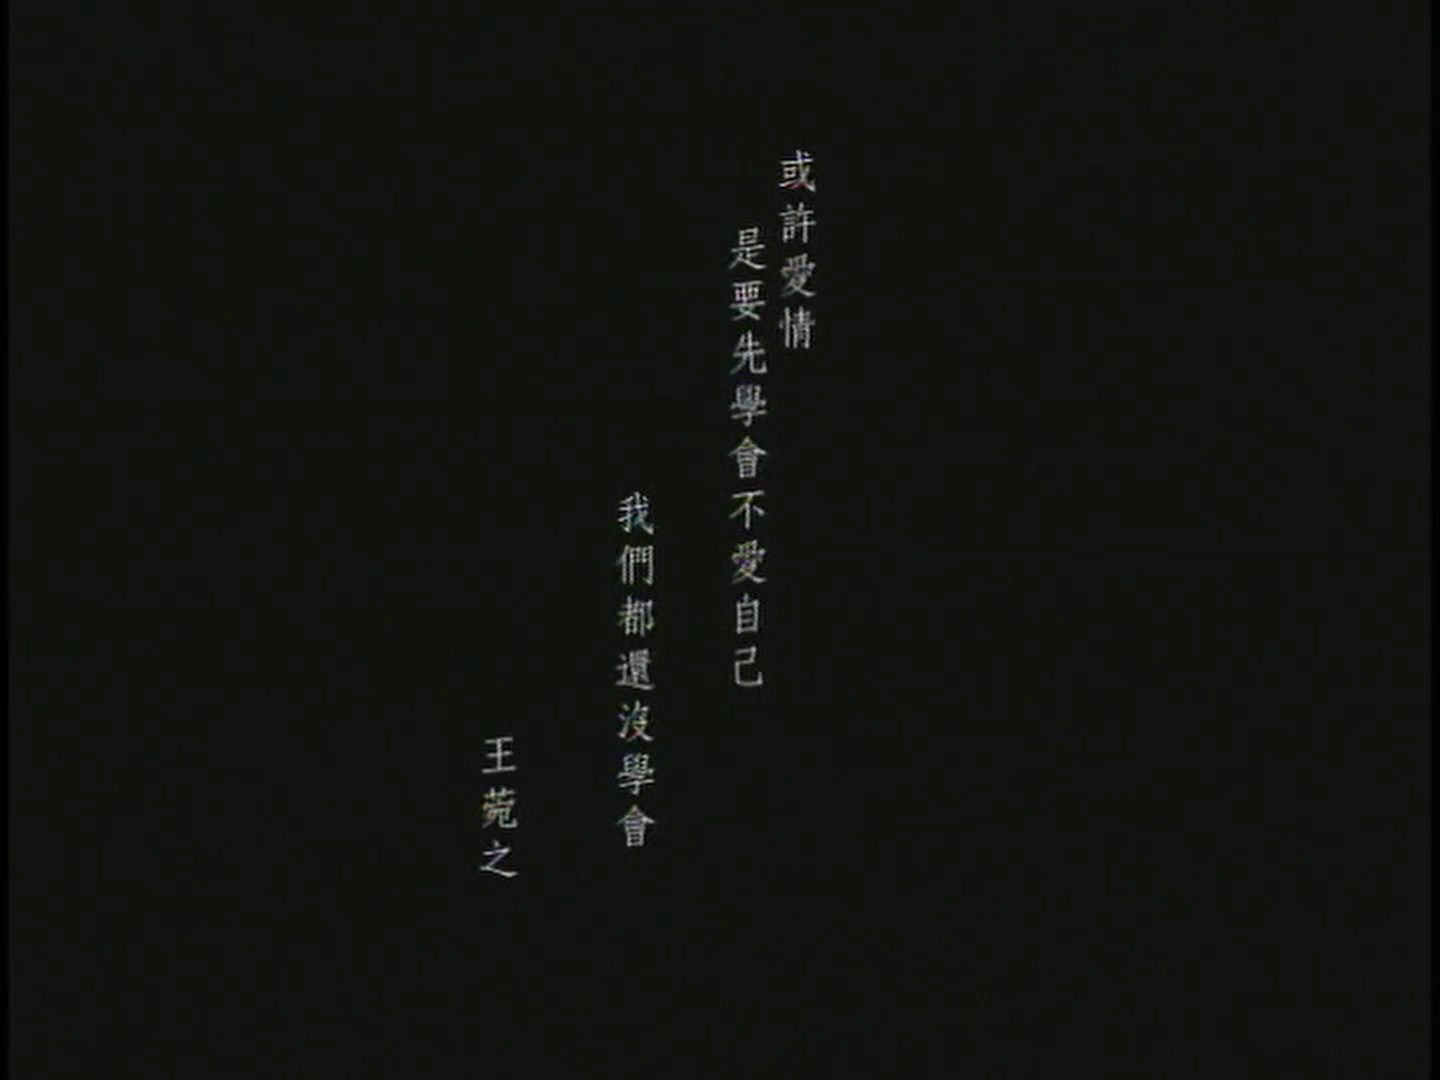 或許愛情
是要先學會不愛自己
我們都還沒學會
王菀之